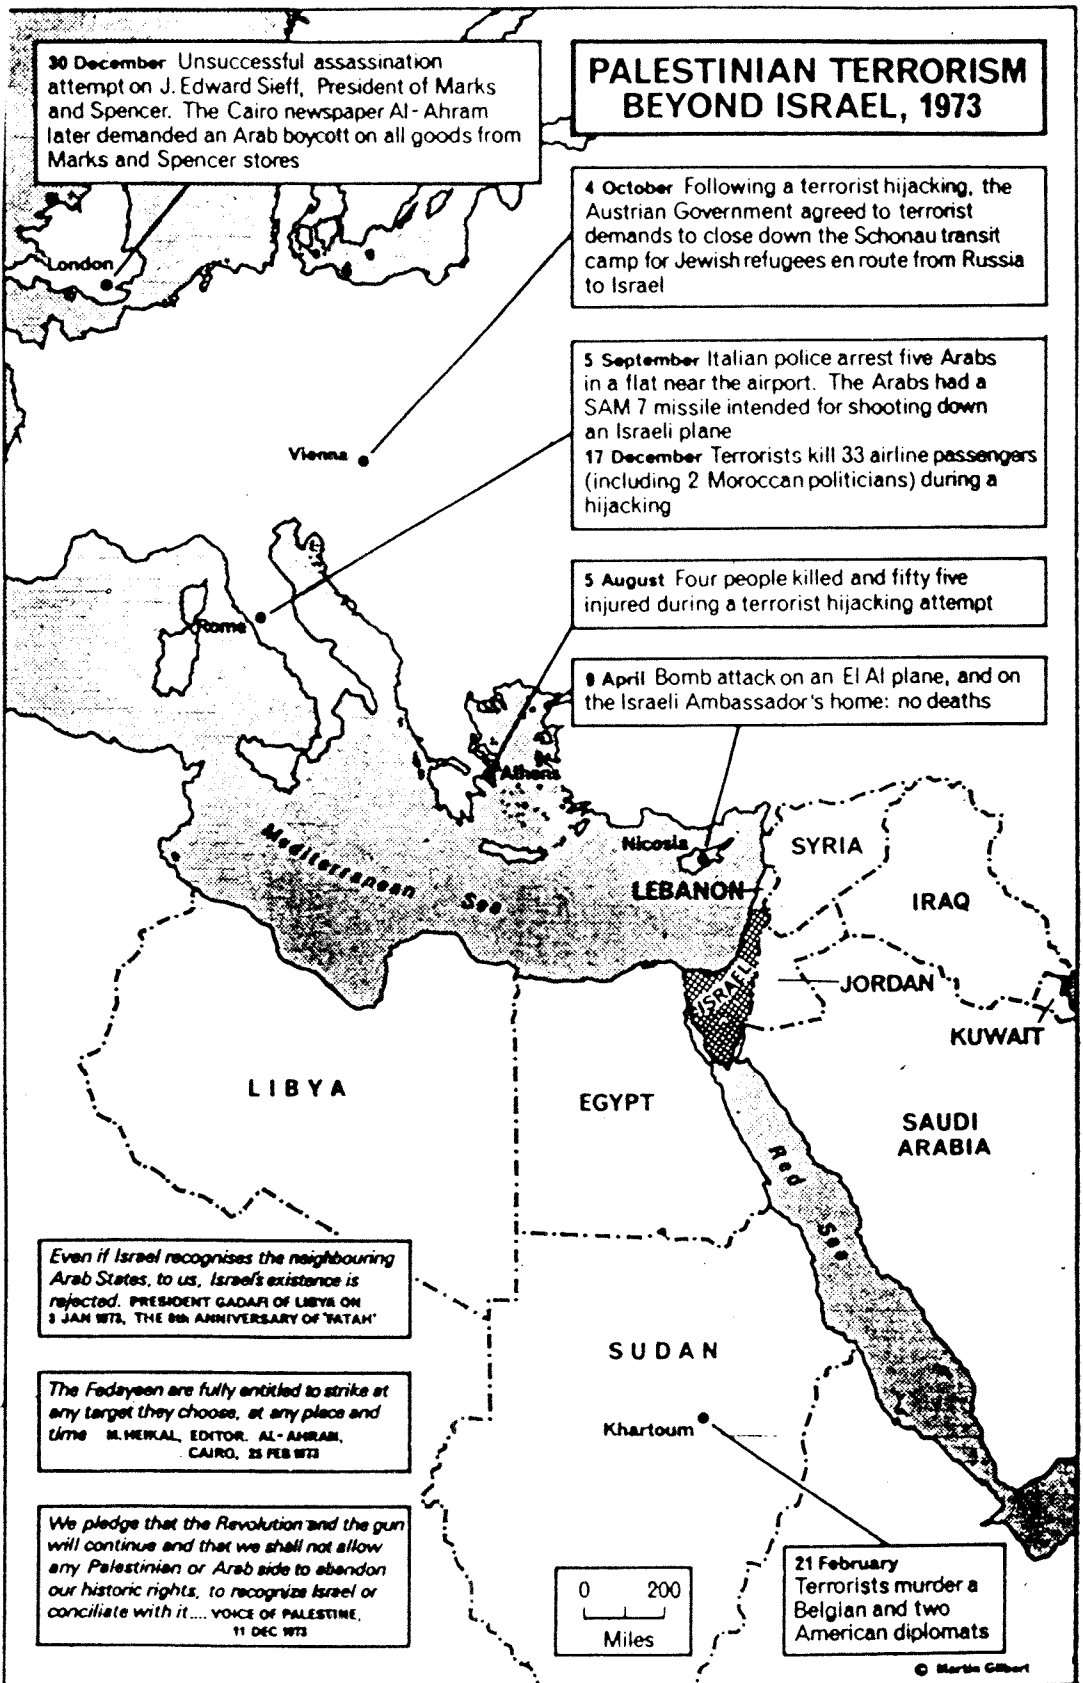 30 December Unsuccessful assassination
attempt on J. Edward Sieff, President of Marks
and Spencer. The Cairo newspaper Al-Ahram
later demanded an Arab boycott on all goods from
Marks and Spencer stores
PALESTINIAN TERRORISM
BEYOND ISRAEL, 1973
4 October Following a terrorist hijacking, the
Austrian Government agreed to terrorist
demands to close down the Schonau transit
camp for Jewish refugees en route from Russia
to Israel
London
5 September Italian police arrest five Arabs
in a flat near the airport. The Arabs had a
SAM 7 missile intended for shooting down
an Israeli plane
17 December Terrorists kill 33 airline passengers
(including 2 Moroccan politicians) during a
hijacking
Vienna
5 August Four people killed and fifty five
injured during a terrorist hijacking attempt
Rome
9 April Bomb attack on an El Al plane, and on
the Israeli Ambassador's home: no deaths
Athens
Nicosia
SYRIA
Mediterranean Sea
LEBANON
IRAQ
ISRAEL
JORDAN
KUWAIT
LIBYA
EGYPT
SAUDI
ARABIA
Red Sea
Even if Israel recognises the neighbouring
Arab States, to us, Israel's existence is
rejected. PRESIDENT GADAFI OF LIBYA ON
3 JAN 1973, THE 8th ANNIVERSARY OF 'FATAH'
SUDAN
The Fedayeen are fully entitled to strike at
any target they choose, at any place and
time M. HEIKAL, EDITOR. AL-AHRAM,
CAIRO, 25 FEB 1973
Khartoum
We pledge that the Revolution and the gun
will continue and that we shall not allow
any Palestinian or Arab side to abandon
our historic rights, to recognize Israel or
conciliate with it.... VOICE OF PALESTINE,
11 DEC 1973
0 200
Miles
21 February
Terrorists murder a
Belgian and two
American diplomats
© Martin Gilbert